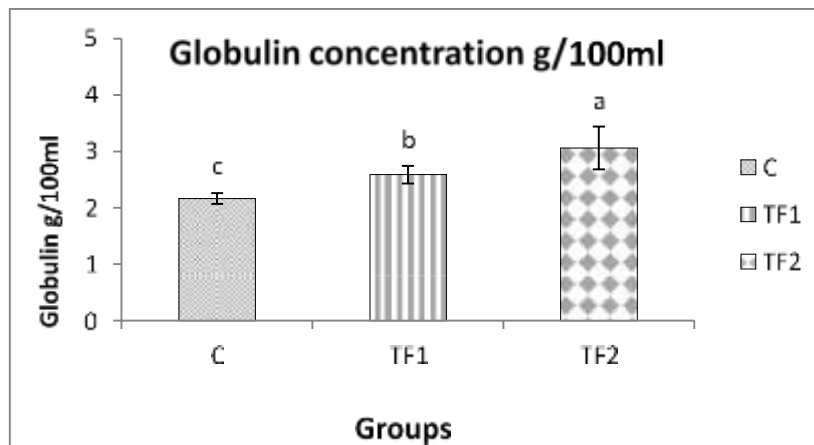 Globulin concentration g/100ml
Globulin g/100ml
5
4
3
2
1
0
c
b
a
C
TF1
TF2
Groups
C
TF1
TF2